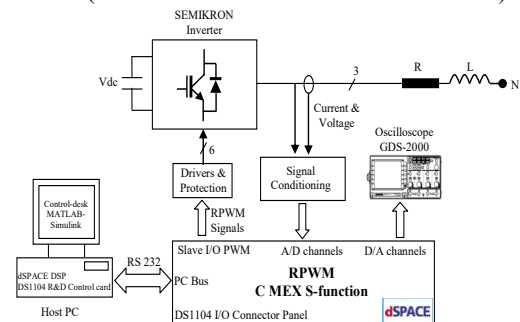 SEMIKRON
Inverter
Vdc
3
R
L
N
Current &
Voltage
6
Oscilloscope
GDS-2000
Drivers &
Protection
Signal
Conditioning
Control-desk
MATLAB-
Simulink
RPWM
Signals
RS 232
Slave I/O PWM
A/D channels
D/A channels
dSPACE DSP
DS1104 R&D Control card
PC Bus
RPWM
C MEX S-function
Host PC
DS1104 I/O Connector Panel
dSPACE